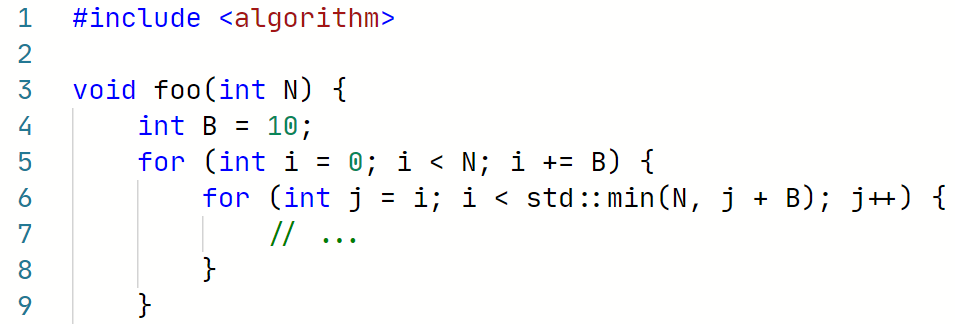 1 #include <algorithm>
2
3 void foo(int N) {
4     int B = 10;
5     for (int i = 0; i < N; i += B) {
6         for (int j = i; i < std::min(N, j + B); j++) {
7             // ...
8         }
9     }